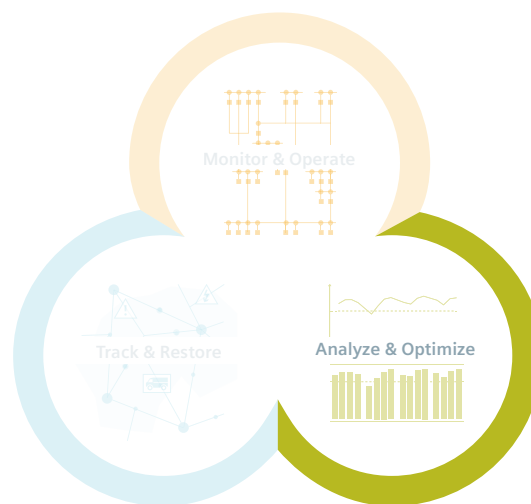 Monitor & Operate
Track & Restore
Analyze & Optimize